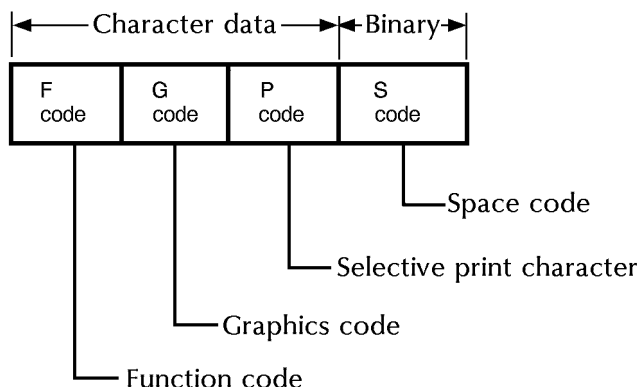 Character data Binary
F code
G code
P code
S code
Space code
Selective print character
Graphics code
Function code